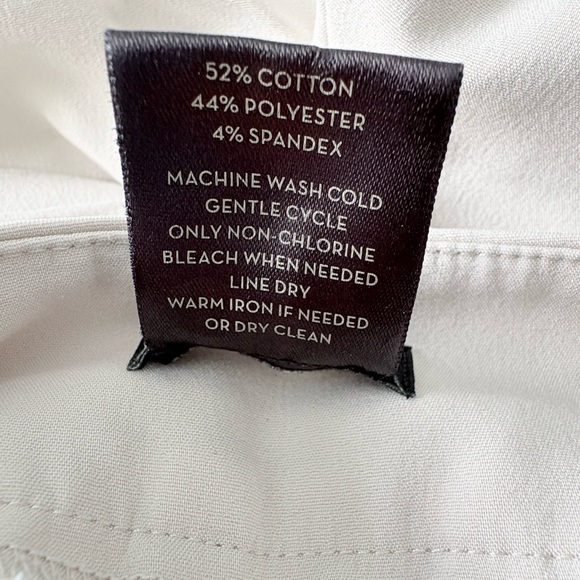 52% COTTON
44% POLYESTER
4% SPANDEX
MACHINE WASH COLD
GENTLE CYCLE
ONLY NON-CHLORINE
BLEACH WHEN NEEDED
LINE DRY
WARM IRON IF NEEDED
OR DRY CLEAN